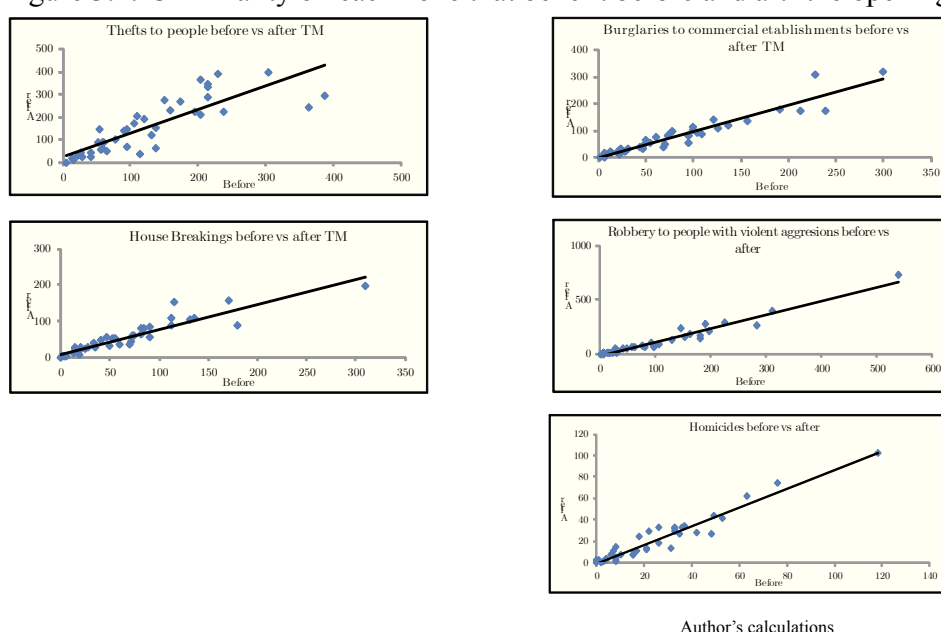 Thefts to people before vs after TM
500
400
300
200
100
0
0 100 200 300 400 500
Before
Burglaries to commercial etablishments before vs
after TM
400
300
200
100
0
0 50 100 150 200 250 300 350
Before
House Breakings before vs after TM
300
200
100
0
0 50 100 150 200 250 300 350
Before
Robbery to people with violent aggresions before vs
after
1000
500
0
0 100 200 300 400 500 600
Before
Homicides before vs after
120
100
80
60
40
20
0
0 20 40 60 80 100 120 140
Before
Author's calculations